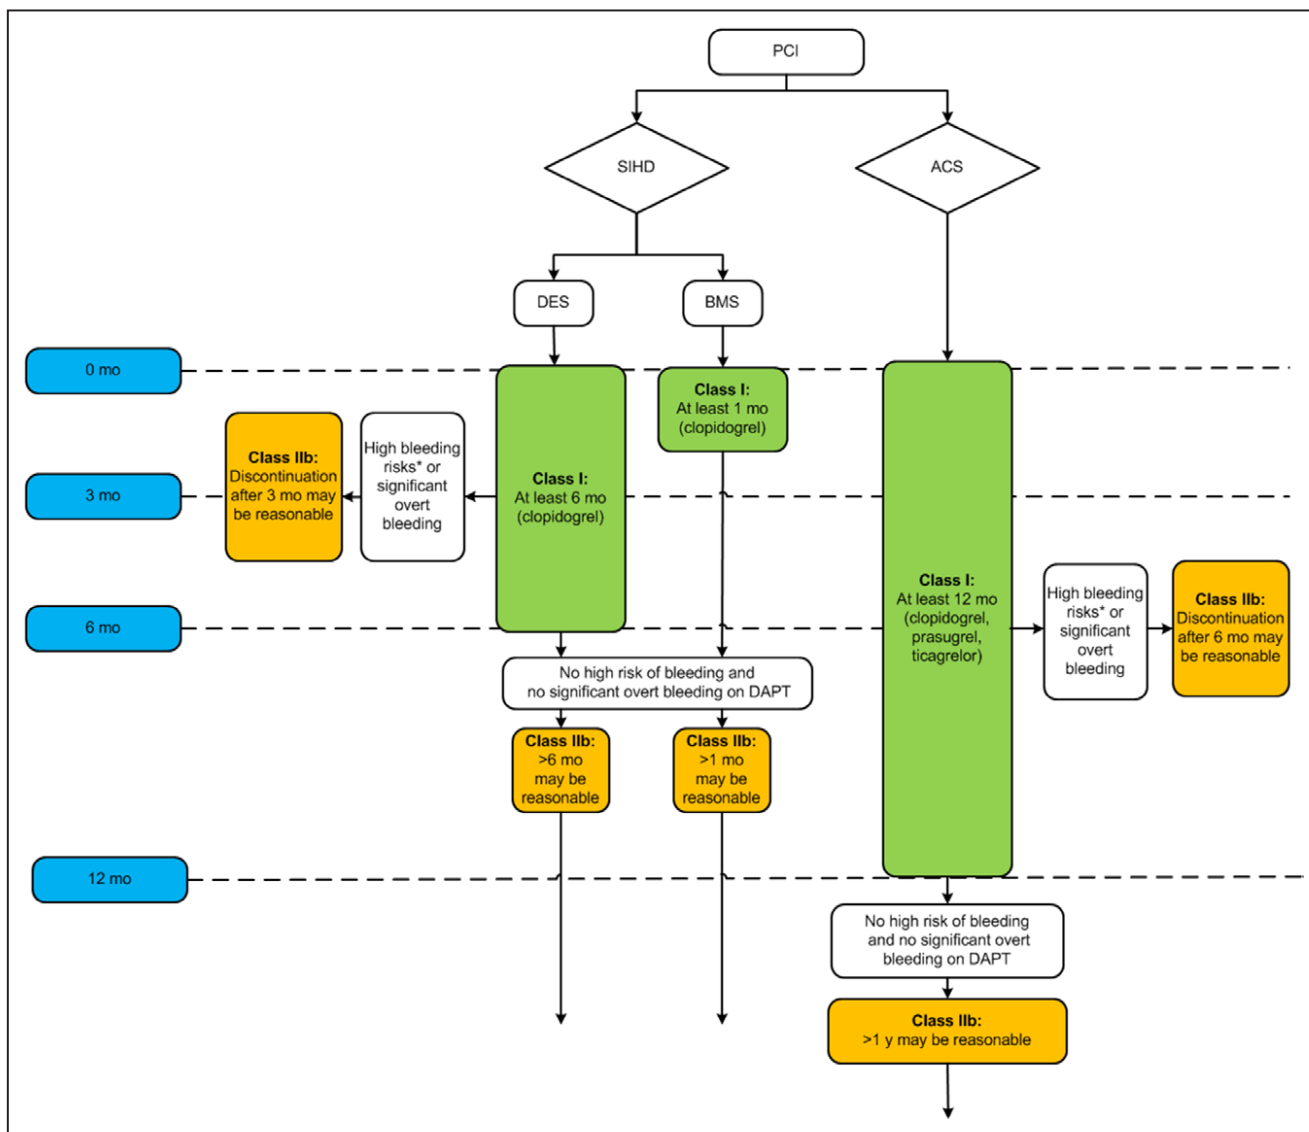 PCI
SIHD
ACS
DES
BMS
0 mo
3 mo
6 mo
12 mo
Class IIb:
Discontinuation
after 3 mo may
be reasonable
High bleeding
risks* or
significant
overt
bleeding
Class I:
At least 6 mo
(clopidogrel)
Class I:
At least 1 mo
(clopidogrel)
Class I:
At least 12 mo
(clopidogrel,
prasugrel,
ticagrelor)
High bleeding
risks* or
significant
overt
bleeding
Class IIb:
Discontinuation
after 6 mo may
be reasonable
No high risk of bleeding and
no significant overt bleeding on DAPT
Class IIb:
>6 mo
may be
reasonable
Class IIb:
>1 mo
may be
reasonable
No high risk of bleeding
and no significant overt
bleeding on DAPT
Class IIb:
>1 y may be reasonable